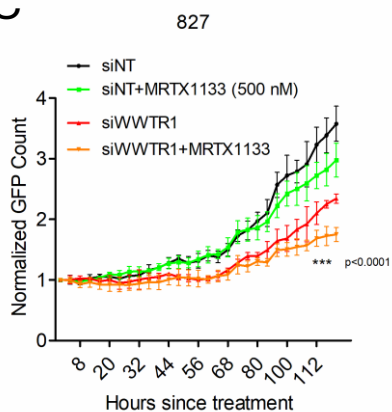 827
siNT
siNT+MRTX1133 (500 nM)
siWWTR1
siWWTR1+MRTX1133
Normalized GFP Count
4
3
2
1
0
*** p<0.0001
8 20 32 44 56 68 80 100 112
Hours since treatment